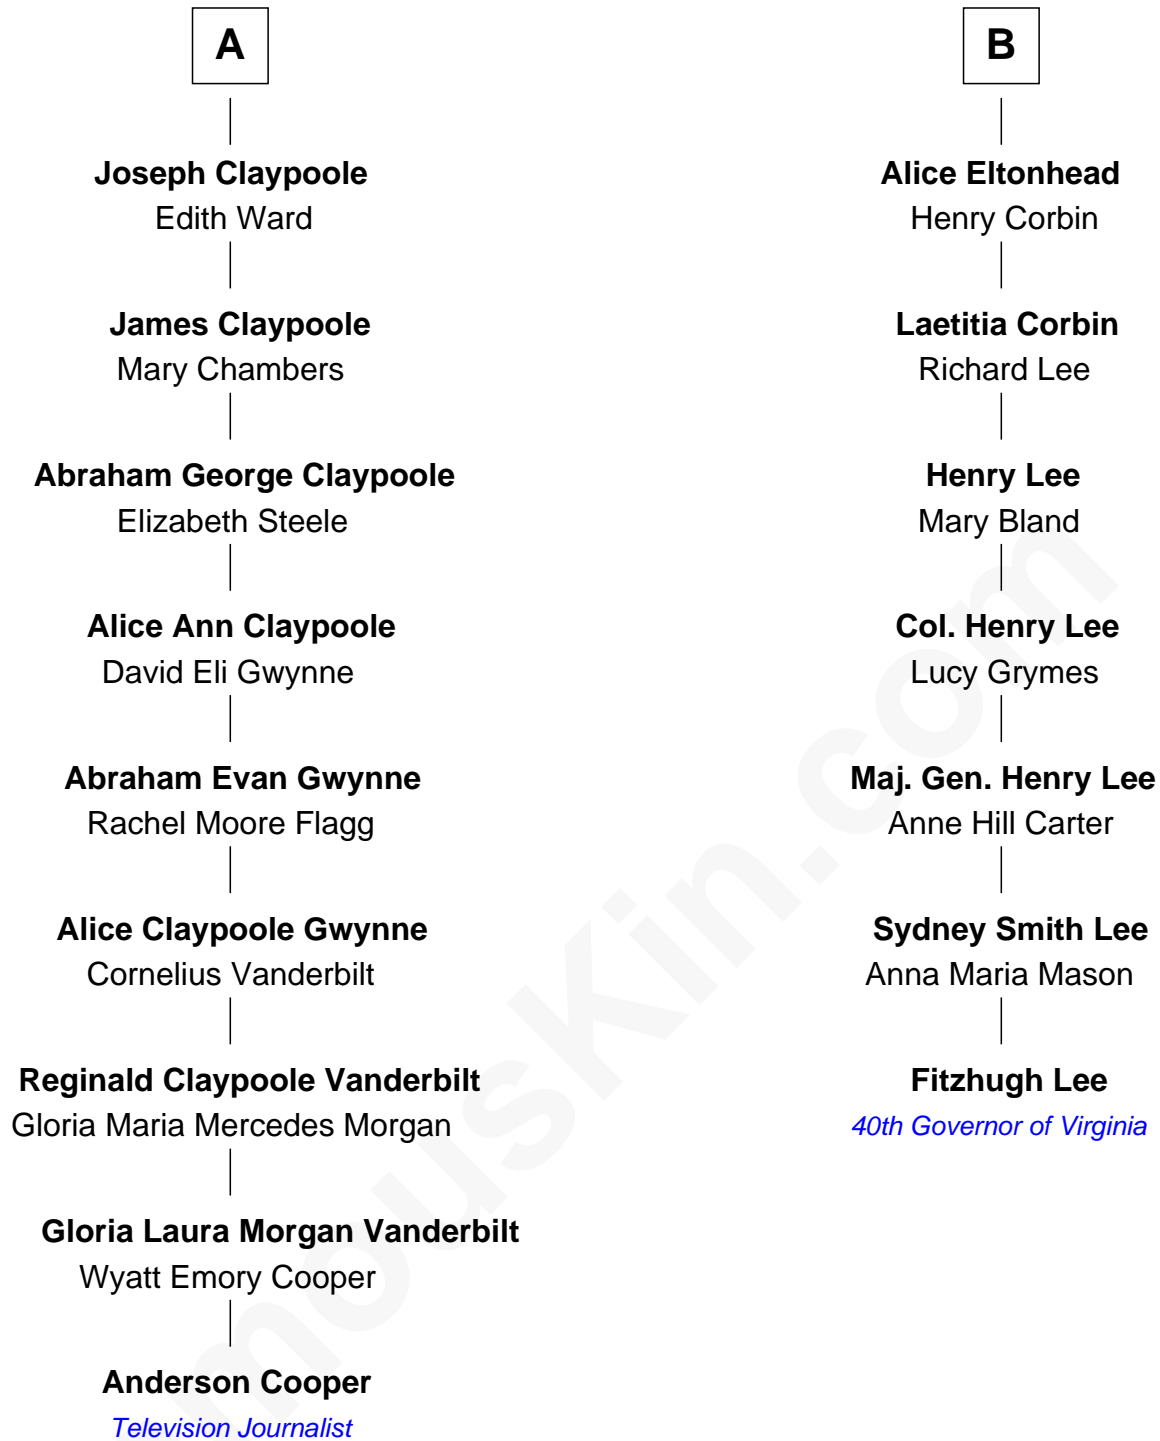 A
Joseph Claypoole
Edith Ward
James Claypoole
Mary Chambers
Abraham George Claypoole
Elizabeth Steele
Alice Ann Claypoole
David Eli Gwynne
Abraham Evan Gwynne
Rachel Moore Flagg
Alice Claypoole Gwynne
Cornelius Vanderbilt
Reginald Claypoole Vanderbilt
Gloria Maria Mercedes Morgan
Gloria Laura Morgan Vanderbilt
Wyatt Emory Cooper
Anderson Cooper
Television Journalist
B
Alice Eltonhead
Henry Corbin
Laetitia Corbin
Richard Lee
Henry Lee
Mary Bland
Col. Henry Lee
Lucy Grymes
Maj. Gen. Henry Lee
Anne Hill Carter
Sydney Smith Lee
Anna Maria Mason
Fitzhugh Lee
40th Governor of Virginia
mousKin.com